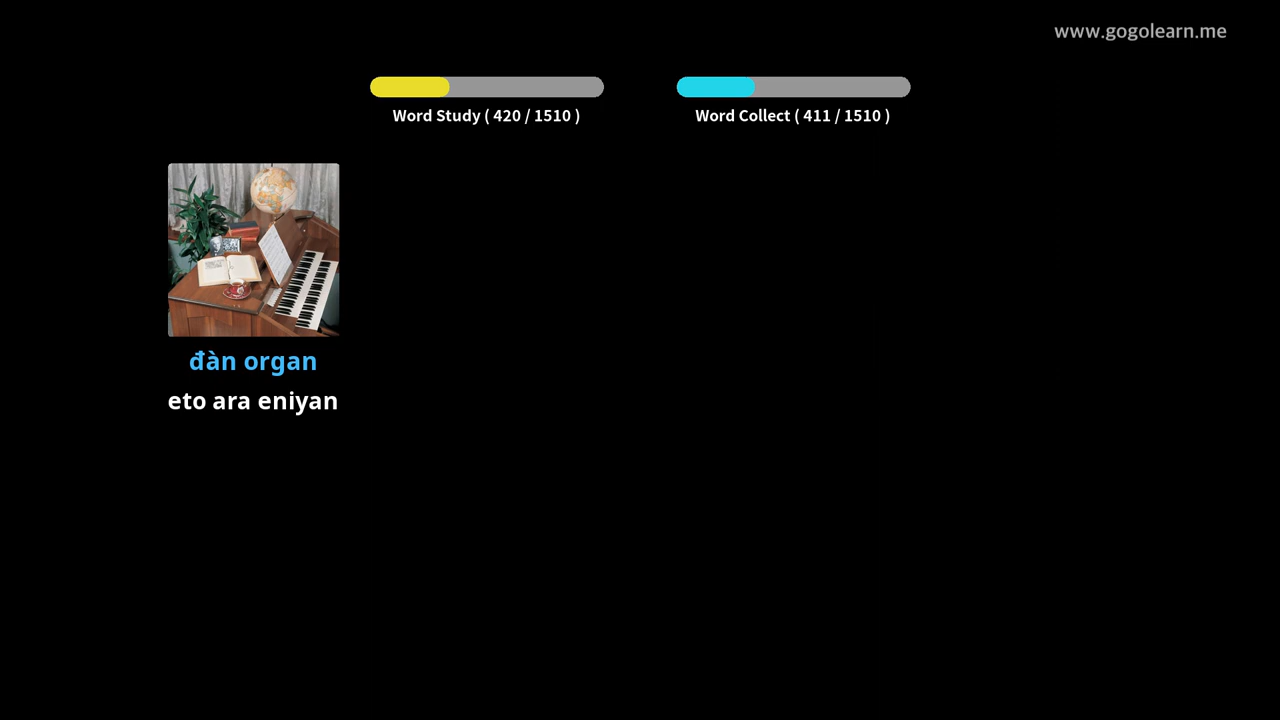 www.gogolearn.me
Word Study ( 420 / 1510 )
Word Collect ( 411 / 1510 )
đàn organ
eto ara eniyan